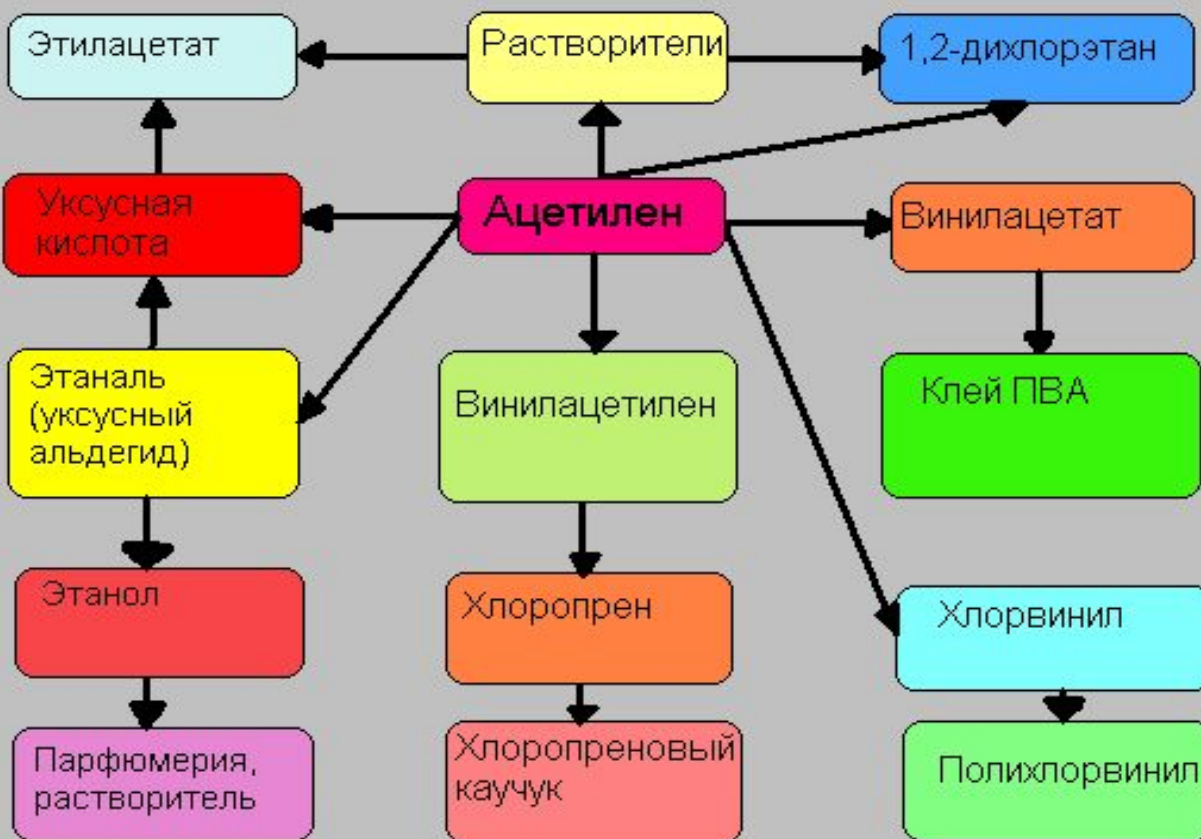 Этилацетат
Растворители
1,2-дихлорэтан
Уксусная
кислота
Ацетилен
Винилацетат
Этаналь
(уксусный
альдегид)
Винилацетилен
Клей ПВА
Этанол
Хлоропрен
Хлорвинил
Парфюмерия,
растворитель
Хлоропреновый
каучук
Полихлорвинил